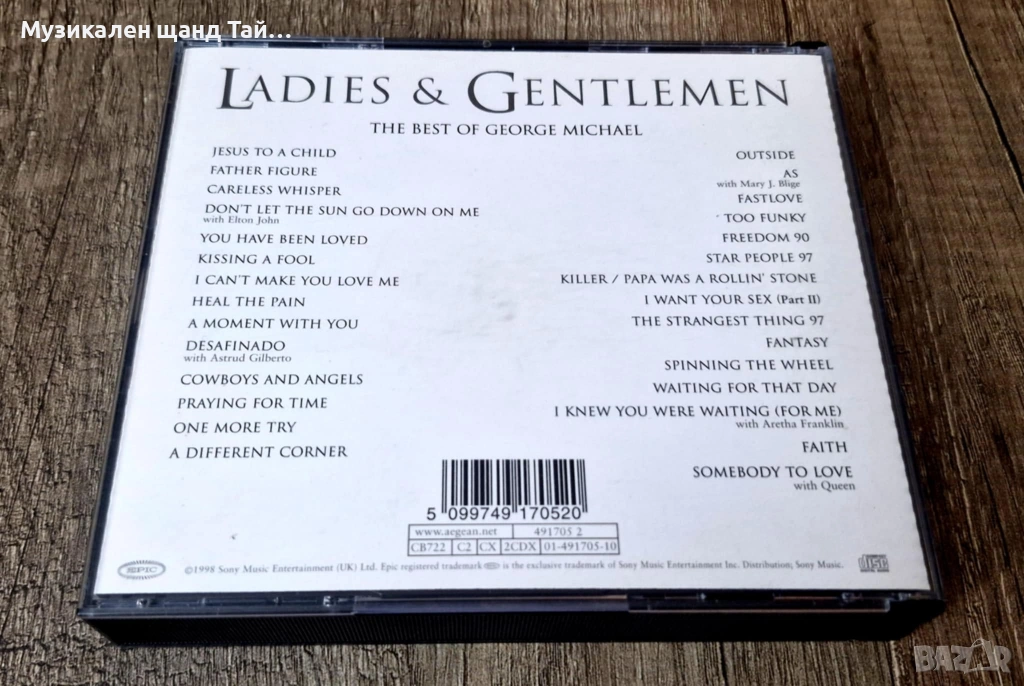 Музикален щанд Тай...
LADIES & GENTLEMEN
THE BEST OF GEORGE MICHAEL
JESUS TO A CHILD
FATHER FIGURE
CARELESS WHISPER
DON'T LET THE SUN GO DOWN ON ME
with Elton John
YOU HAVE BEEN LOVED
KISSING A FOOL
I CAN'T MAKE YOU LOVE ME
HEAL THE PAIN
A MOMENT WITH YOU
DESAFINADO
with Astrud Gilberto
COWBOYS AND ANGELS
PRAYING FOR TIME
ONE MORE TRY
A DIFFERENT CORNER
OUTSIDE
AS
with Mary J. Blige
FASTLOVE
TOO FUNKY
FREEDOM 90
STAR PEOPLE 97
KILLER / PAPA WAS A ROLLIN' STONE
I WANT YOUR SEX (Part II)
THE STRANGEST THING 97
FANTASY
SPINNING THE WHEEL
WAITING FOR THAT DAY
I KNEW YOU WERE WAITING (FOR ME)
with Aretha Franklin
FAITH
SOMEBODY TO LOVE
with Queen
5 099749 170520
www.aegean.net 491705 2
CB722 C2 CX 2CDX 01-491705-10
EPIC
©1998 Sony Music Entertainment (UK) Ltd. Epic registered trademark EPIC is the exclusive trademark of Sony Music Entertainment Inc. Distribution; Sony Music.
DISC
BAZAR